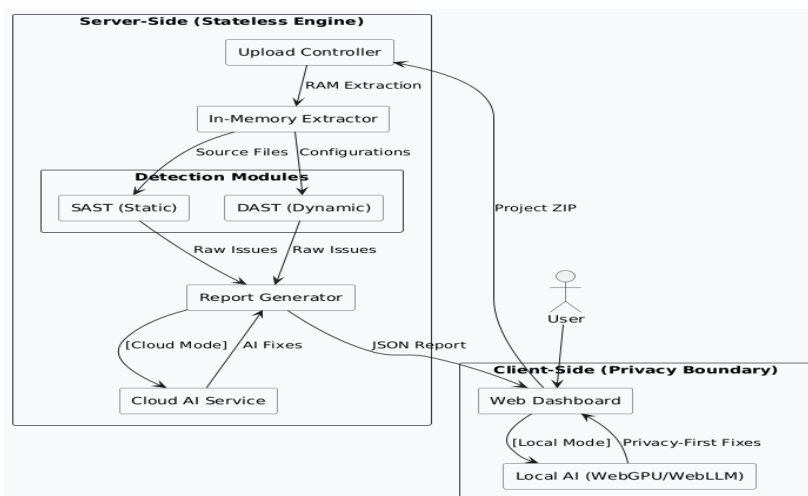 Server-Side (Stateless Engine)
Upload Controller
RAM Extraction
In-Memory Extractor
Source Files
Configurations
Detection Modules
SAST (Static)
DAST (Dynamic)
Project ZIP
Raw Issues
Raw Issues
Report Generator
User
[Cloud Mode]
AI Fixes
JSON Report
Client-Side (Privacy Boundary)
Cloud AI Service
Web Dashboard
[Local Mode]
Privacy-First Fixes
Local AI (WebGPU/WebLLM)